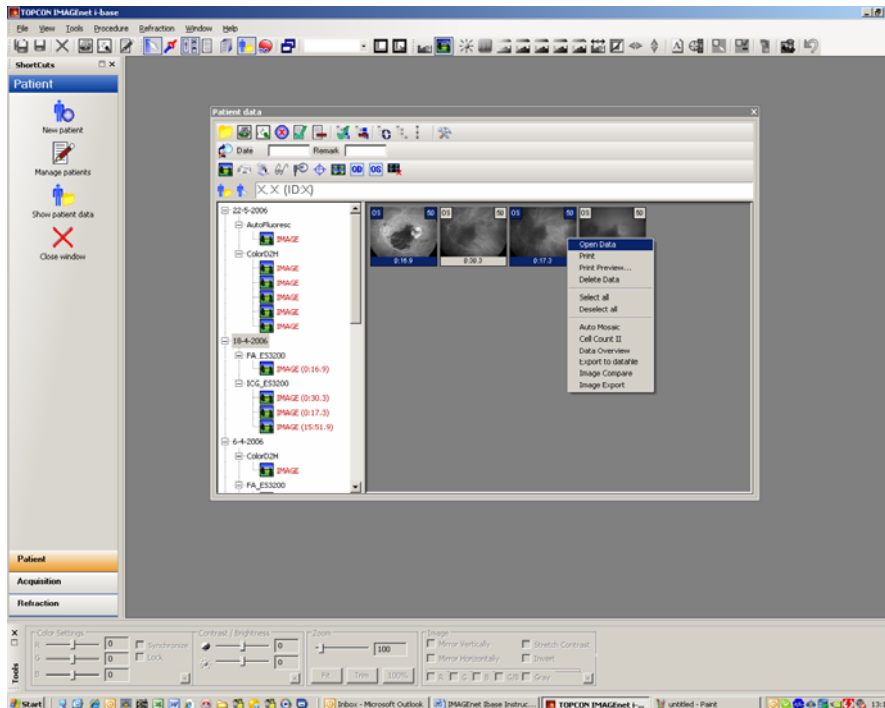 TOPCON IMAGEnet i-base
File View Tools Procedure Refraction Window Help
ShortCuts
Patient
New patient
Manage patients
Show patient data
Close window
Patient data
Date
Remark
OD OS
X, X (ID:X)
22-5-2006
AutoFluoresc
IMAGE
ColorD2H
IMAGE
IMAGE
IMAGE
IMAGE
IMAGE
18-4-2006
FA_ES3200
IMAGE (0:16.9)
ICG_ES3200
IMAGE (0:30.3)
IMAGE (0:17.3)
IMAGE (15:51.9)
6-4-2006
ColorD2H
IMAGE
FA_ES3200
OS 50 OS 50 OS 50 OS 50
0:16.9 0:30.3 0:17.3
Open Data
Print
Print Preview...
Delete Data
Select all
Deselect all
Auto Mosaic
Cell Count II
Data Overview
Export to datafile
Image Compare
Image Export
Patient
Acquisition
Refraction
Tools
Color Settings
R 0
G 0
B 0
Synchronize
Lock
Contrast / Brightness
0
0
Zoom
100
Fit Trim 100%
Image
Mirror Vertically
Stretch Contrast
Mirror Horizontally
Invert
R G B G/B Gray
Start
Inbox - Microsoft Outlook
IMAGEnet Ibase Instruc...
TOPCON IMAGEnet i-...
untitled - Paint